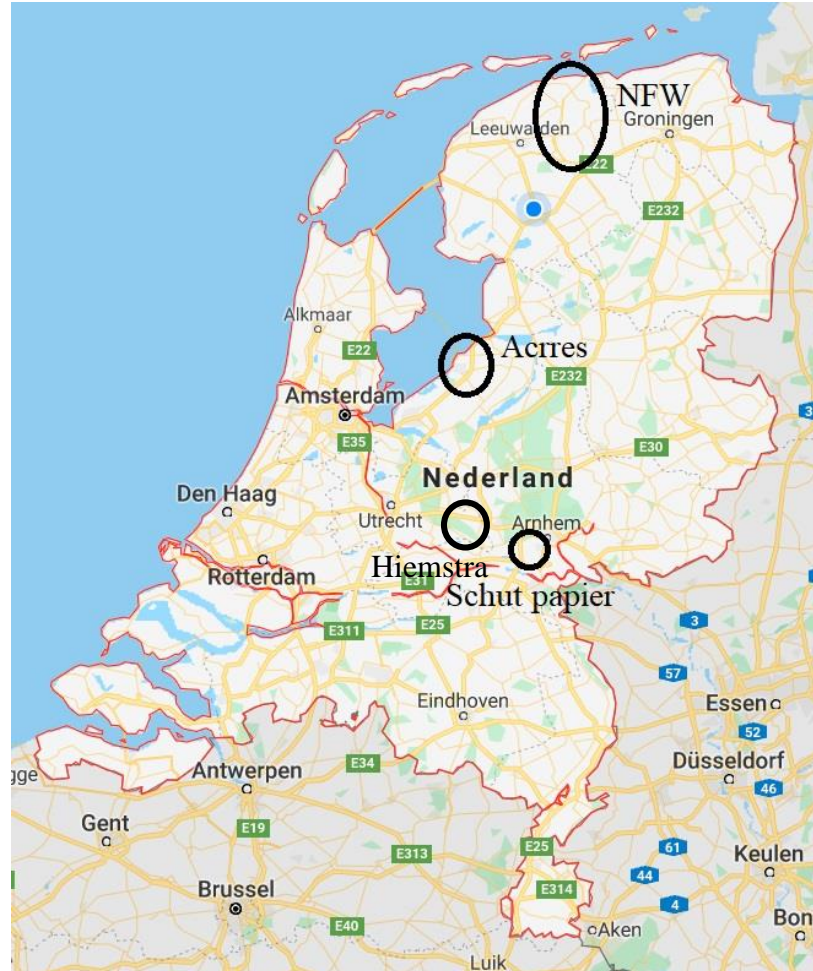 NFW
Leeuwarden
Groningen
E22
E232
Alkmaar
E22
Acrres
E232
Amsterdam
E35
E30
Nederland
Den Haag
Utrecht
Arnhem
Rotterdam
Hiemstra
E31
Schut papier
E311
E25
3
57
Eindhoven
Essen
52
Antwerpen
E34
Düsseldorf
46
Gent
E19
E313
E25
61
Keulen
44
E314
4
Brussel
E40
Aken
Bon
Luik